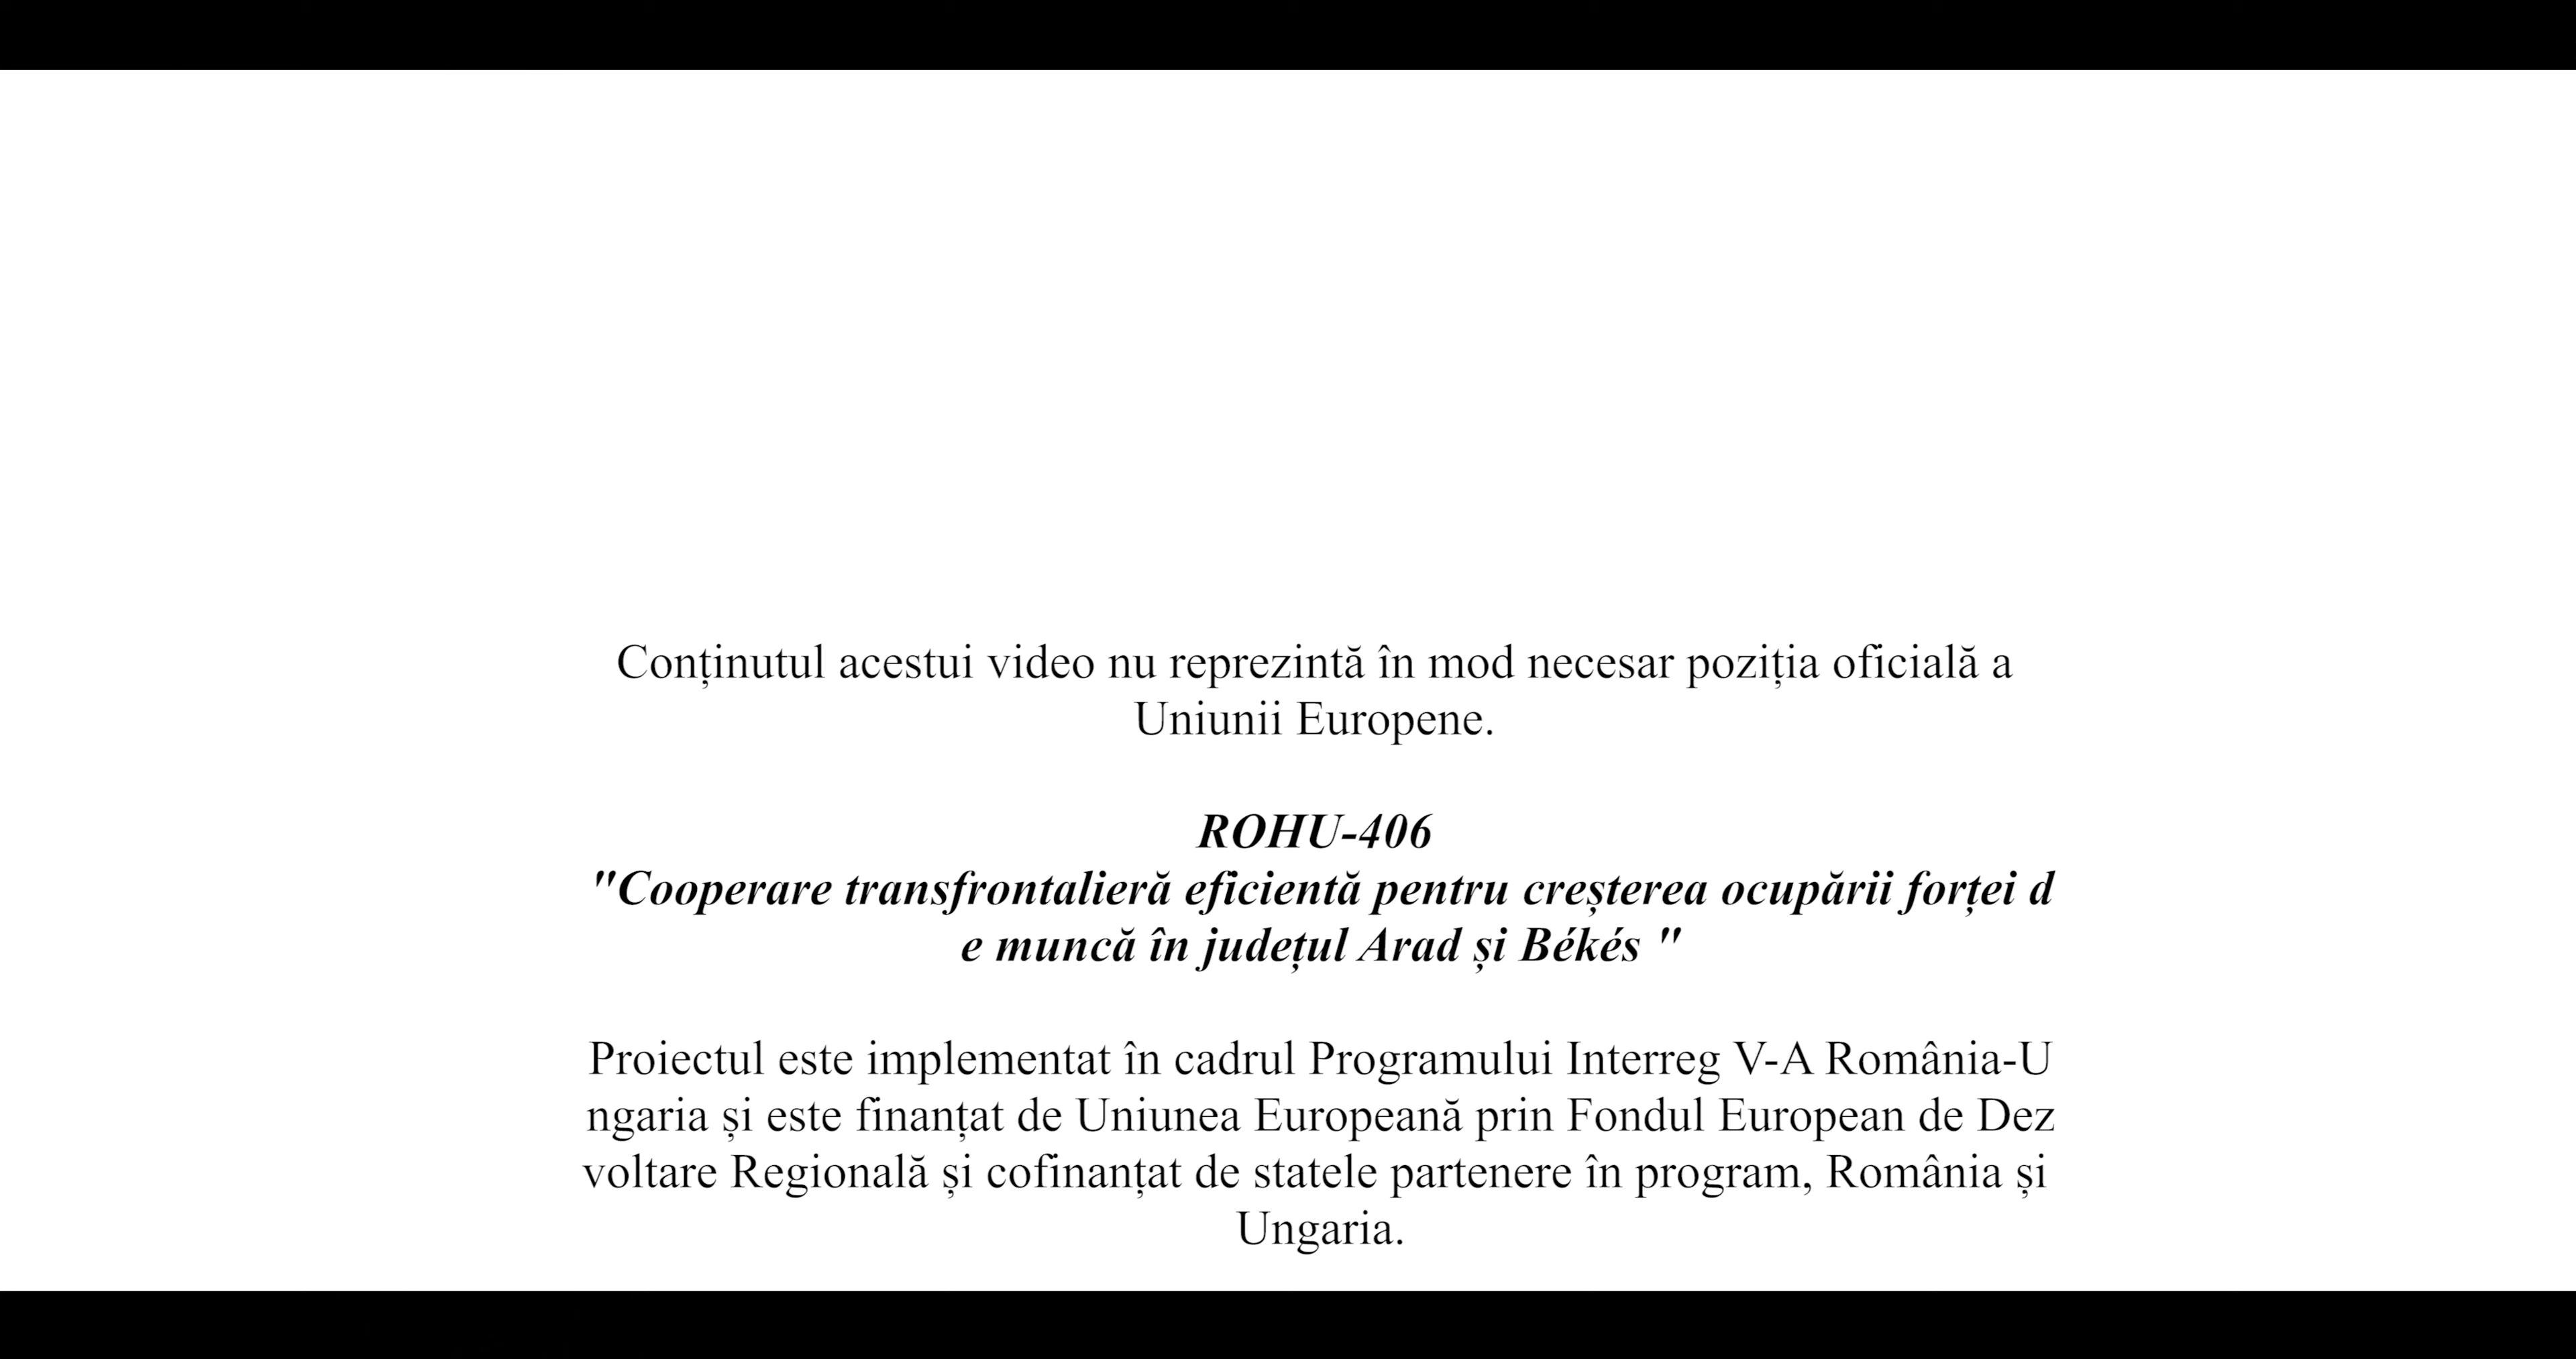 Conținutul acestui video nu reprezintă în mod necesar poziția oficială a
Uniunii Europene.
ROHU-406
"Cooperare transfrontalieră eficientă pentru creșterea ocupării forței d
e muncă în județul Arad și Békés "
Proiectul este implementat în cadrul Programului Interreg V-A România-U
ngaria și este finanțat de Uniunea Europeană prin Fondul European de Dez
voltare Regională și cofinanțat de statele partenere în program, România și
Ungaria.